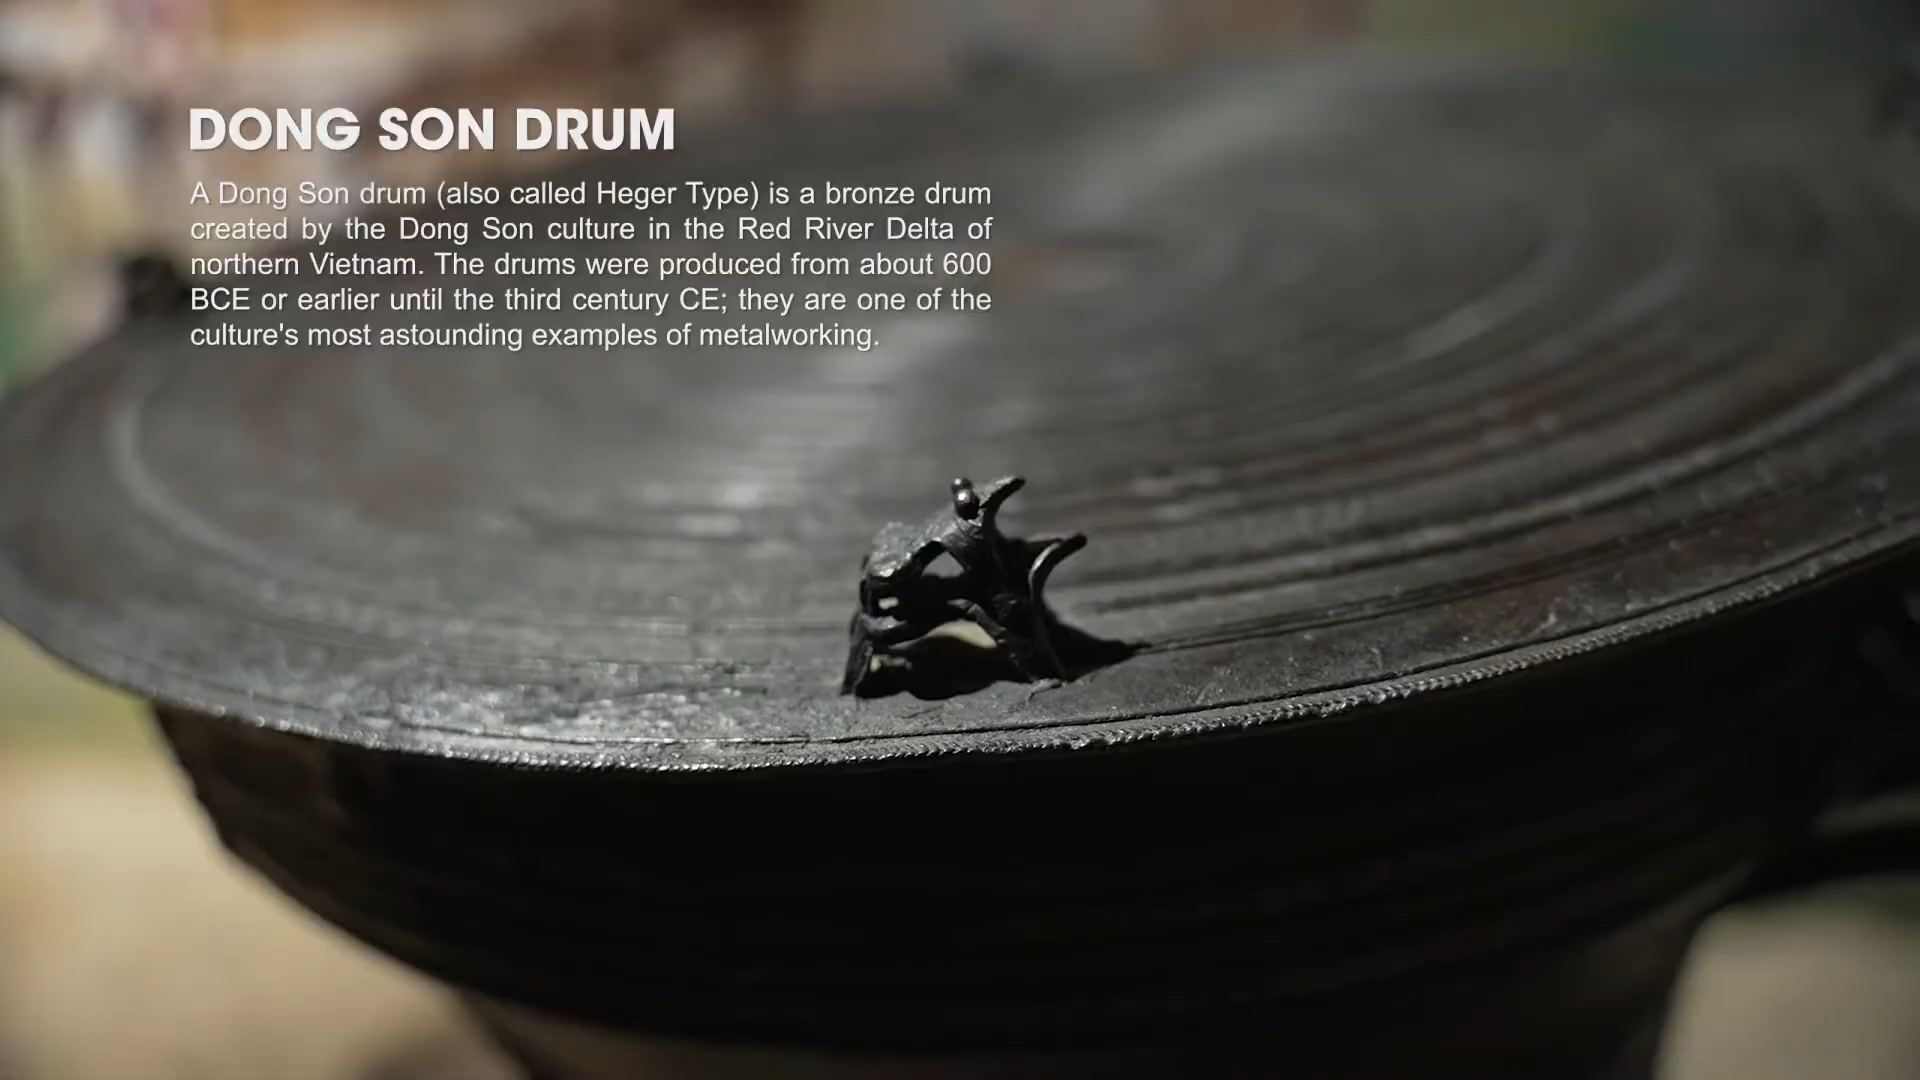 DONG SON DRUM
A Dong Son drum (also called Heger Type) is a bronze drum
created by the Dong Son culture in the Red River Delta of
northern Vietnam. The drums were produced from about 600
BCE or earlier until the third century CE; they are one of the
culture's most astounding examples of metalworking.